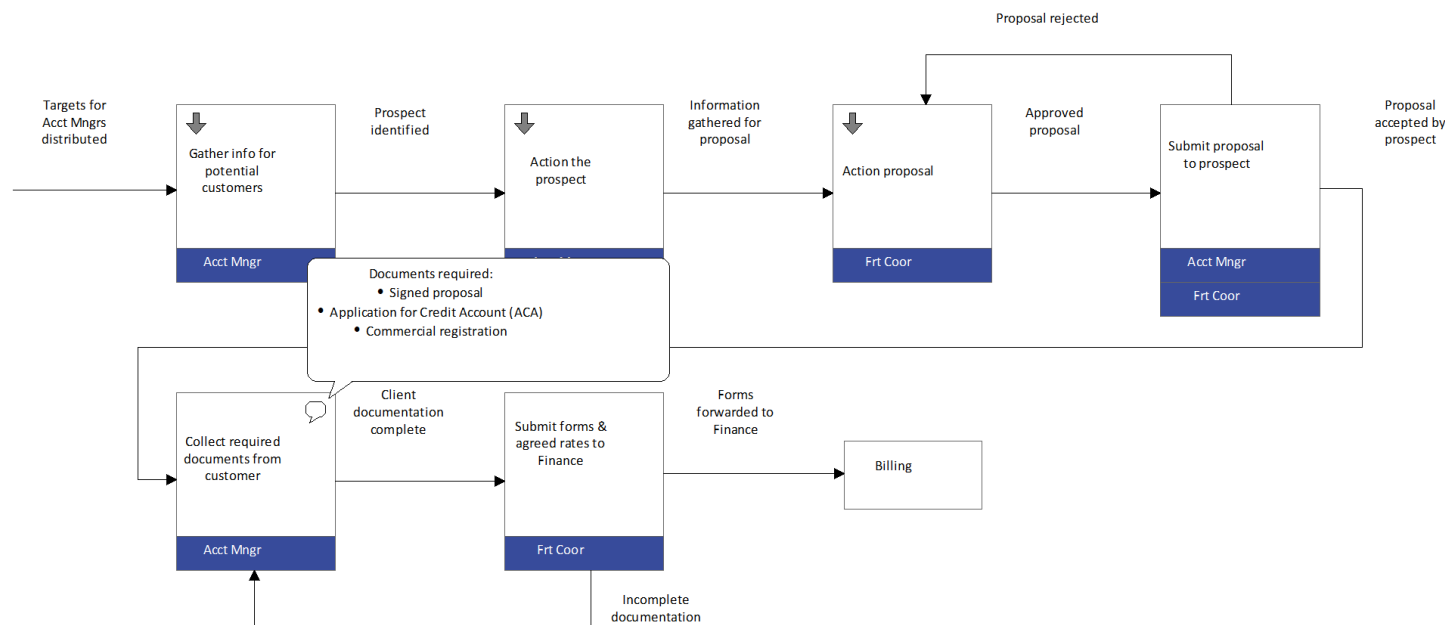 Proposal rejected
Targets for
Acct Mngrs
distributed
Prospect
identified
Information
gathered for
proposal
Approved
proposal
Proposal
accepted by
prospect
Gather info for
potential
customers
Acct Mngr
Action the
prospect
Action proposal
Frt Coor
Submit proposal
to prospect
Acct Mngr
Frt Coor
Documents required:
• Signed proposal
• Application for Credit Account (ACA)
• Commercial registration
Client
documentation
complete
Forms
forwarded to
Finance
Collect required
documents from
customer
Acct Mngr
Submit forms &
agreed rates to
Finance
Frt Coor
Billing
Incomplete
documentation